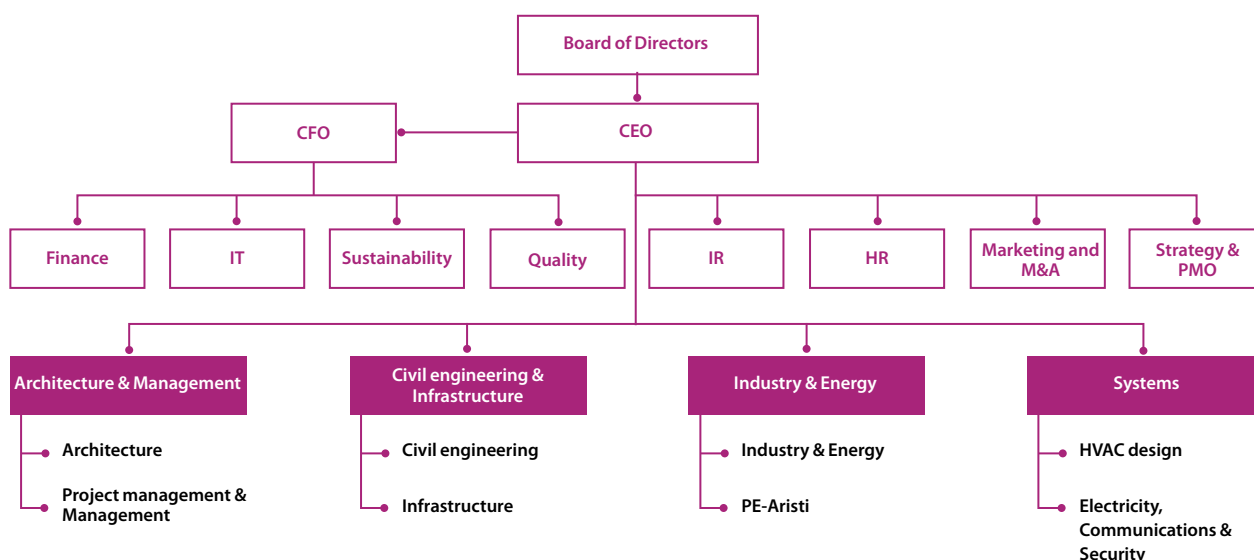 Board of Directors
CFO
CEO
Finance
IT
Sustainability
Quality
IR
HR
Marketing and
M&A
Strategy &
PMO
Architecture & Management
Civil engineering &
Infrastructure
Industry & Energy
Systems
Architecture
Project management &
Management
Civil engineering
Infrastructure
Industry & Energy
PE-Aristi
HVAC design
Electricity,
Communications &
Security